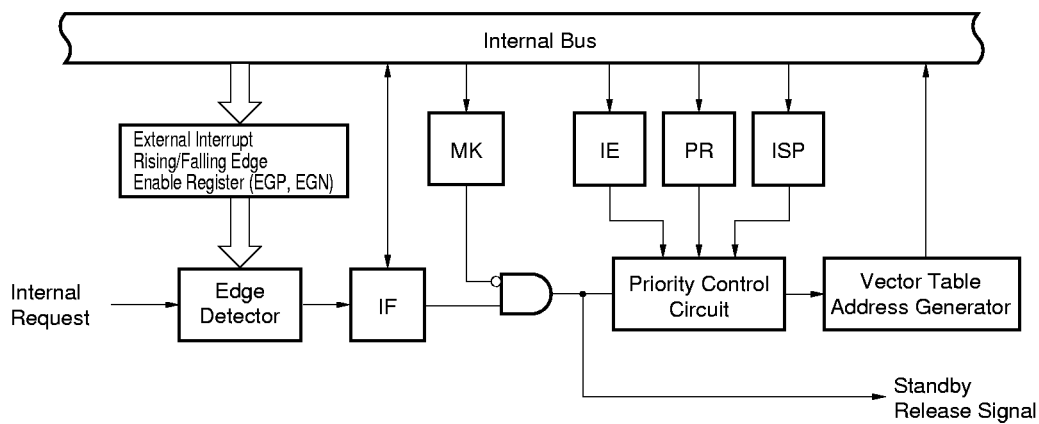 Internal Bus
External Interrupt
Rising/Falling Edge
Enable Register (EGP, EGN)
MK
IE
PR
ISP
Internal
Request
Edge
Detector
IF
Priority Control
Circuit
Vector Table
Address Generator
Standby
Release Signal